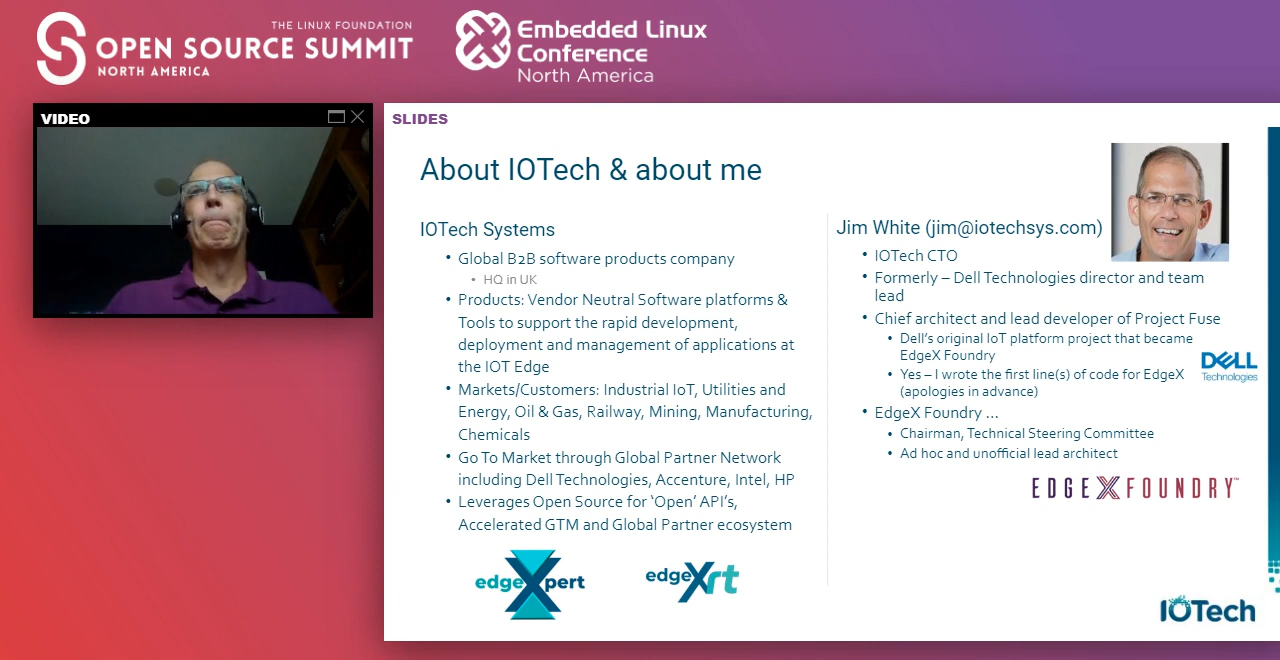 THE LINUX FOUNDATION
OPEN SOURCE SUMMIT
NORTH AMERICA
Embedded Linux
Conference
North America
VIDEO
SLIDES
About IOTech & about me
IOTech Systems
• Global B2B software products company
• HQ in UK
• Products: Vendor Neutral Software platforms &
Tools to support the rapid development,
deployment and management of applications at
the IOT Edge
• Markets/Customers: Industrial IoT, Utilities and
Energy, Oil & Gas, Railway, Mining, Manufacturing,
Chemicals
• Go To Market through Global Partner Network
including Dell Technologies, Accenture, Intel, HP
• Leverages Open Source for ‘Open’ API’s,
Accelerated GTM and Global Partner ecosystem
edgeXpert
edgeXrt
Jim White (jim@iotechsys.com)
• IOTech CTO
• Formerly – Dell Technologies director and team
lead
• Chief architect and lead developer of Project Fuse
• Dell’s original IoT platform project that became
EdgeX Foundry
• Yes – I wrote the first line(s) of code for EdgeX
(apologies in advance)
DELL
Technologies
• EdgeX Foundry …
• Chairman, Technical Steering Committee
• Ad hoc and unofficial lead architect
EDGE X FOUNDRY™
IOTech